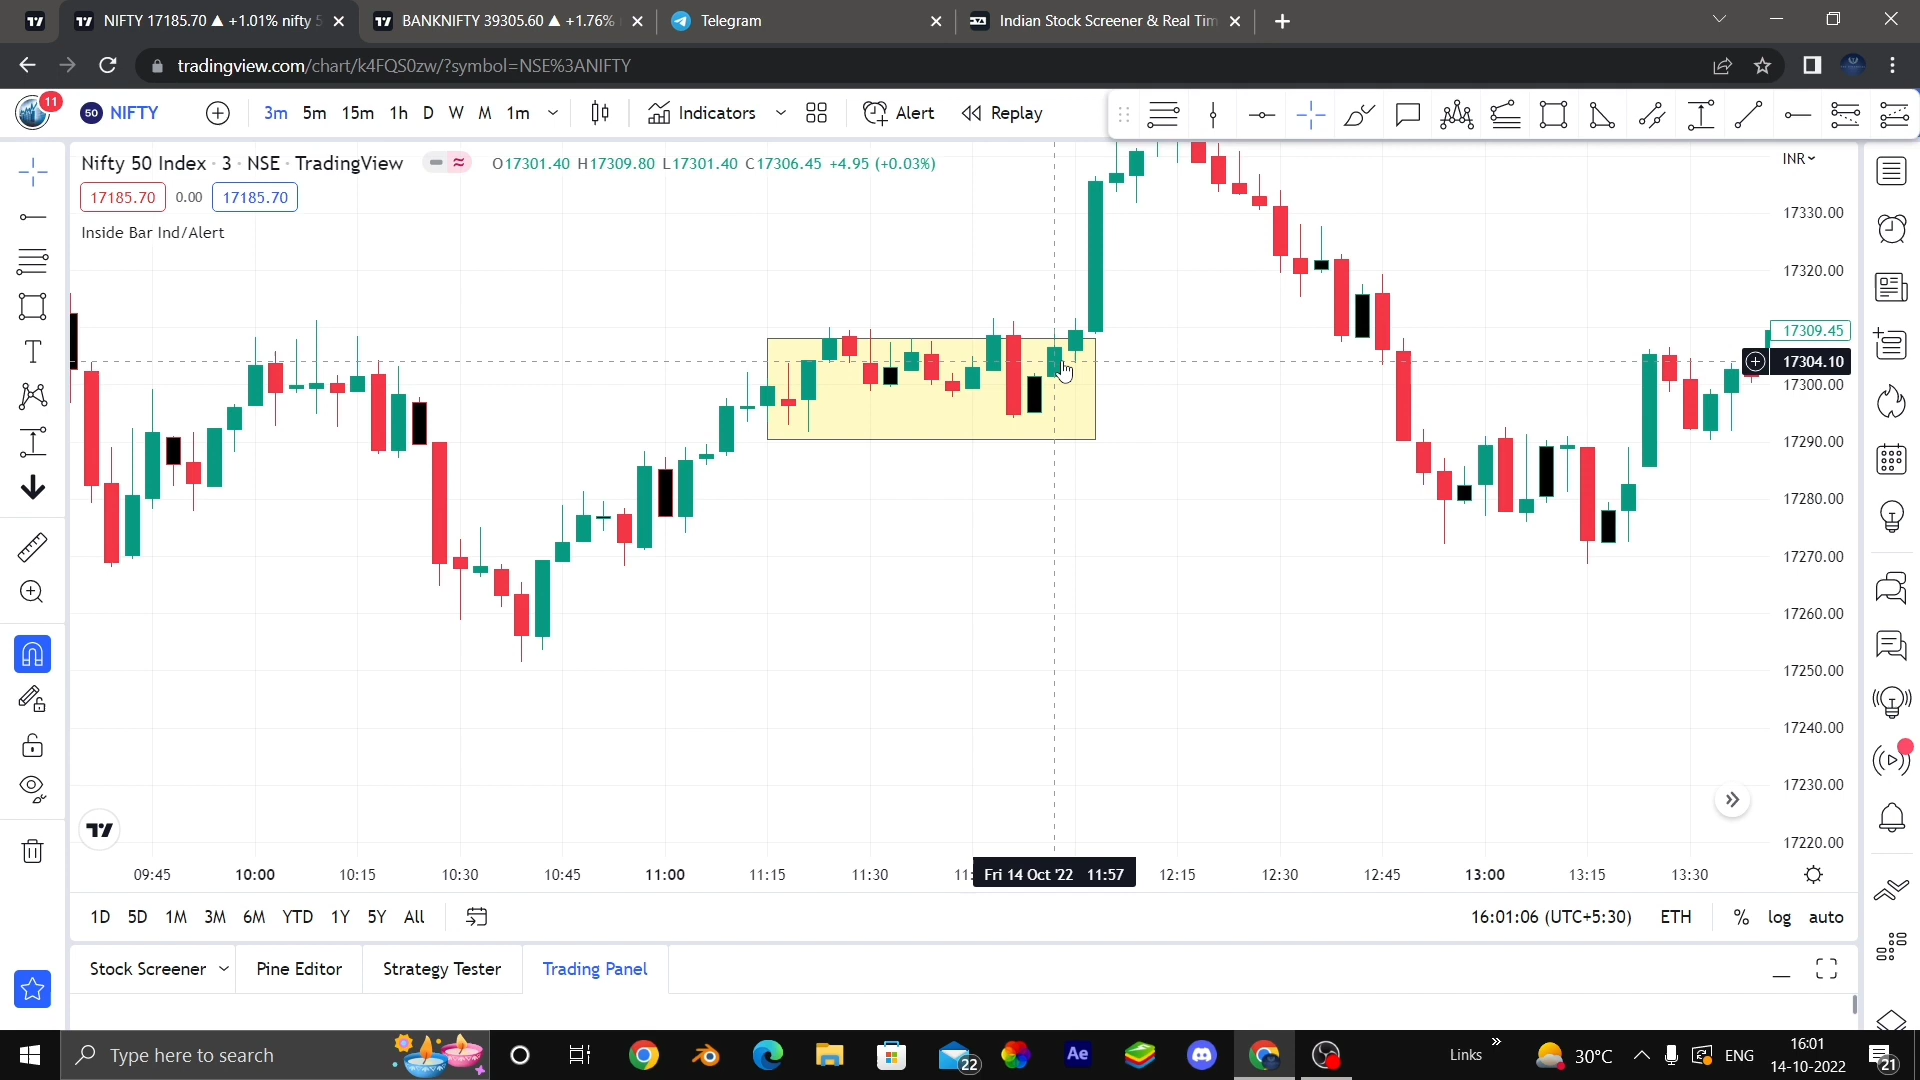 NIFTY 17185.70 ▲ +1.01% nifty 5
BANKNIFTY 39305.60 ▲ +1.76%
Telegram
Indian Stock Screener & Real Tim
tradingview.com/chart/k4FQS0zw/?symbol=NSE%3ANIFTY
11
50 NIFTY
3m 5m 15m 1h D W M 1m
Indicators
Alert
Replay
Nifty 50 Index · 3 · NSE · TradingView
O17301.40 H17309.80 L17301.40 C17306.45 +4.95 (+0.03%)
INR
17185.70 0.00 17185.70
Inside Bar Ind/Alert
17330.00
17320.00
17309.45
17304.10
17300.00
17290.00
17280.00
17270.00
17260.00
17250.00
17240.00
17230.00
17220.00
09:45 10:00 10:15 10:30 10:45 11:00 11:15 11:30 11: Fri 14 Oct '22 11:57 12:15 12:30 12:45 13:00 13:15 13:30
1D 5D 1M 3M 6M YTD 1Y 5Y All
16:01:06 (UTC+5:30) ETH % log auto
Stock Screener Pine Editor Strategy Tester Trading Panel
Type here to search
22
Ae
Links
30°C
ENG
16:01
14-10-2022
21